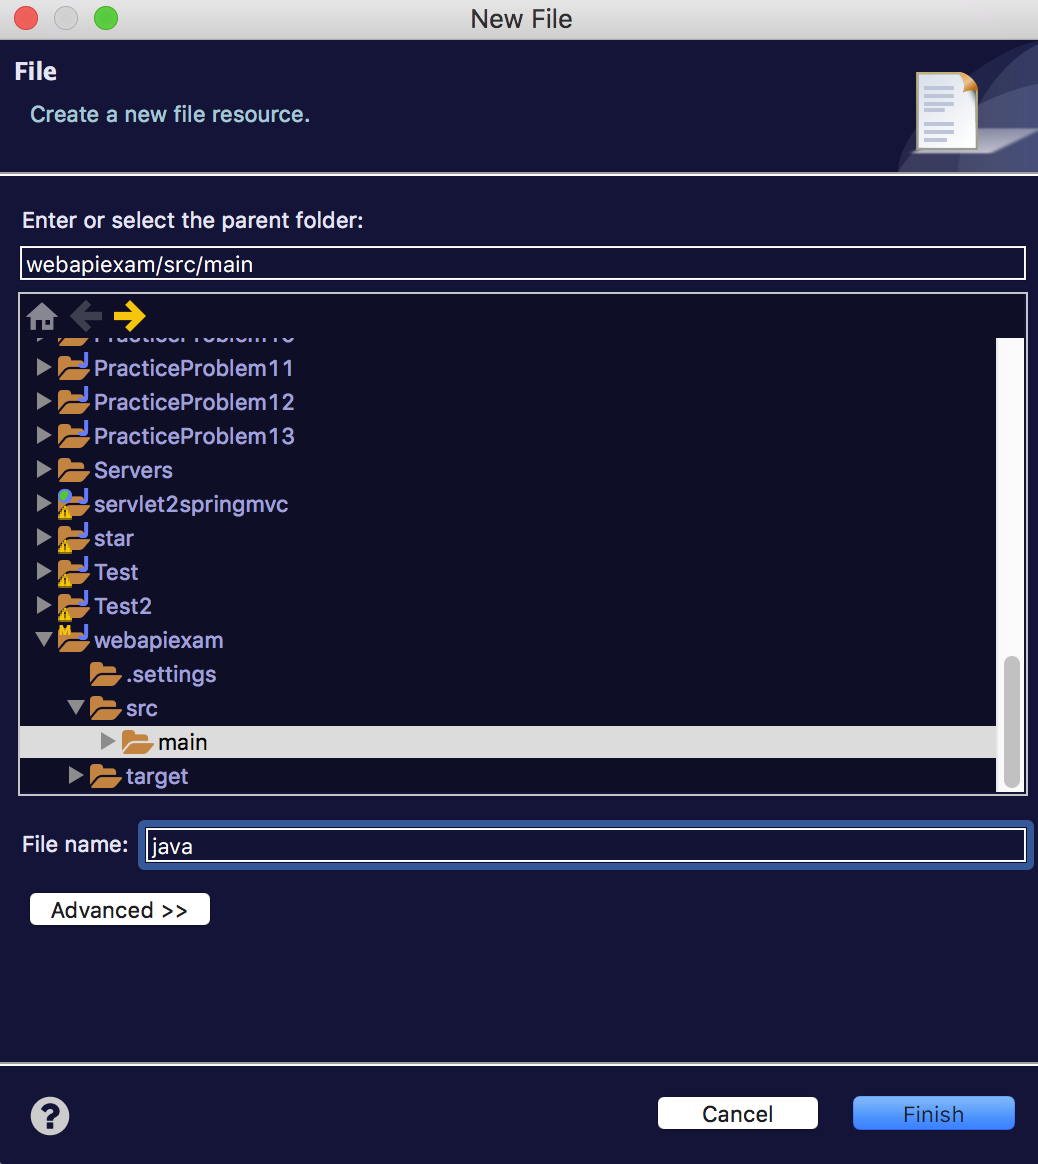 New File
File
Create a new file resource.
Enter or select the parent folder:
webapiexam/src/main
PracticeProblem11
PracticeProblem12
PracticeProblem13
Servers
servlet2springmvc
star
Test
Test2
webapiexam
.settings
src
main
target
File name: java
Advanced >>
Cancel Finish